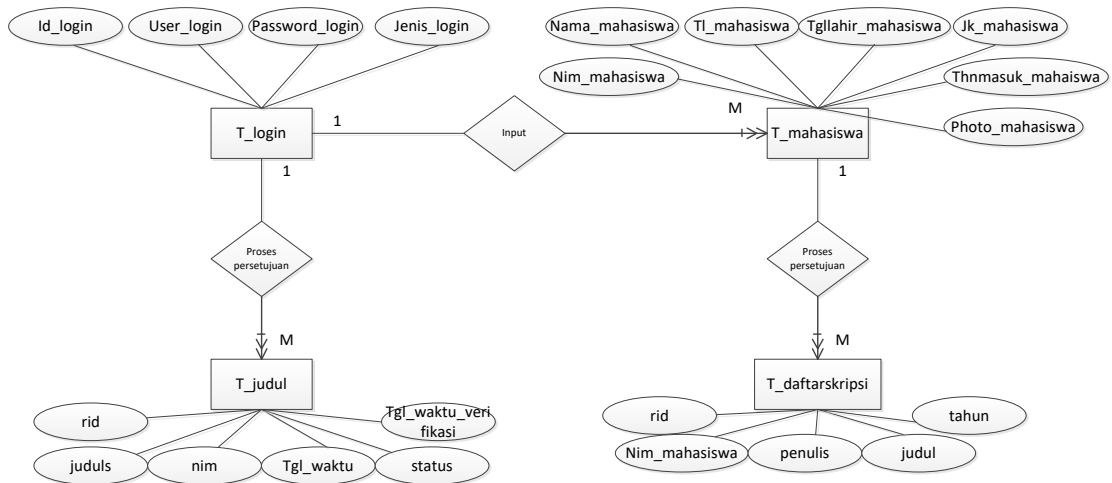 Id_login
User_login
Password_login
Jenis_login
Nama_mahasiswa
Tl_mahasiswa
Tgllahir_mahasiswa
Jk_mahasiswa
Nim_mahasiswa
Thnmasuk_mahaiswa
Photo_mahasiswa
T_login
1
Input
M
T_mahasiswa
1
1
Proses
persetujuan
Proses
persetujuan
M
M
T_judul
T_daftarskripsi
rid
Tgl_waktu_veri
fikasi
juduls
nim
Tgl_waktu
status
rid
tahun
Nim_mahasiswa
penulis
judul